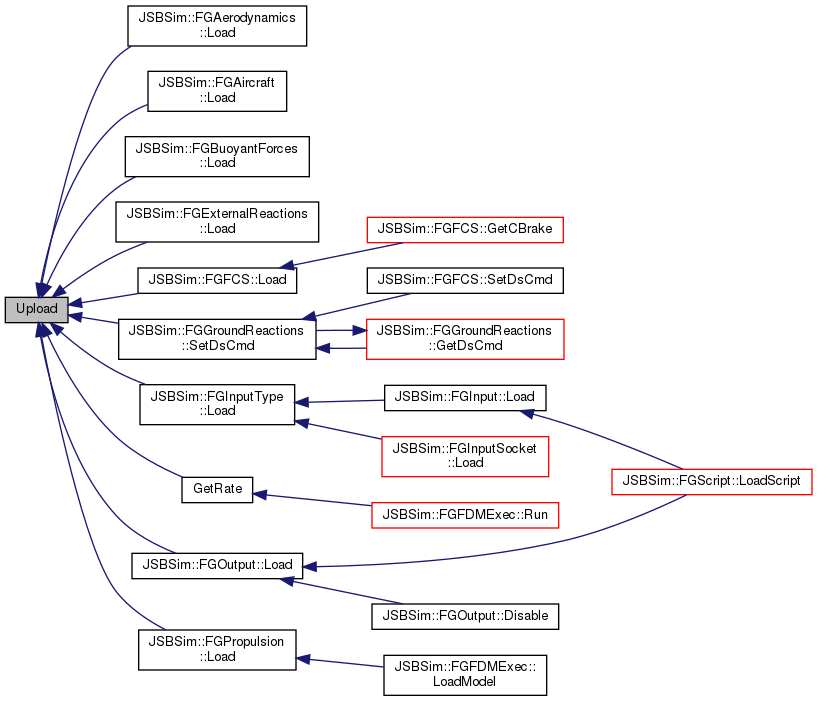 JSBSim::FGAerodynamics
::Load
JSBSim::FGAircraft
::Load
JSBSim::FGBuoyantForces
::Load
JSBSim::FGExternalReactions
::Load
JSBSim::FGFCS::GetCBrake
JSBSim::FGFCS::Load
JSBSim::FGFCS::SetDsCmd
Upload
JSBSim::FGGroundReactions
::SetDsCmd
JSBSim::FGGroundReactions
::GetDsCmd
JSBSim::FGInputType
::Load
JSBSim::FGInput::Load
JSBSim::FGInputSocket
::Load
JSBSim::FGScript::LoadScript
GetRate
JSBSim::FGFDMExec::Run
JSBSim::FGOutput::Load
JSBSim::FGOutput::Disable
JSBSim::FGPropulsion
::Load
JSBSim::FGFDMExec::
LoadModel